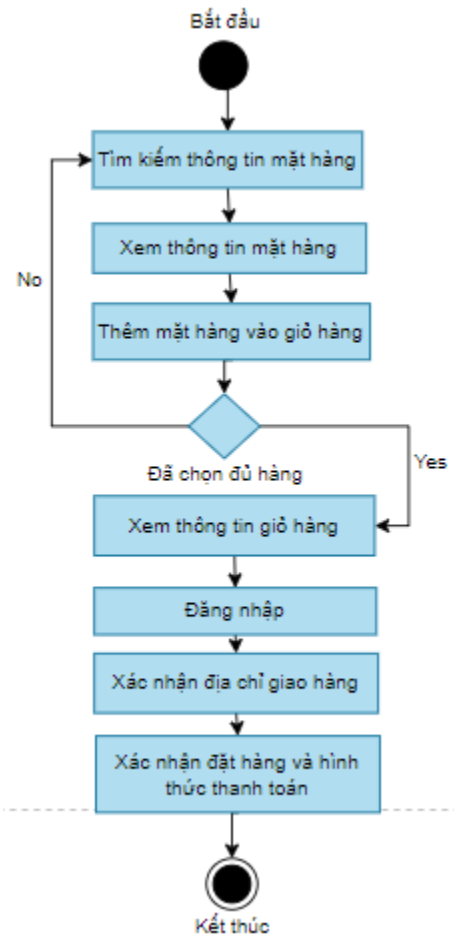 Bắt đầu
Tìm kiếm thông tin mặt hàng
Xem thông tin mặt hàng
No
Thêm mặt hàng vào giỏ hàng
Yes
Đã chọn đủ hàng
Xem thông tin giỏ hàng
Đăng nhập
Xác nhận địa chỉ giao hàng
Xác nhận đặt hàng và hình
thức thanh toán
Kết thúc